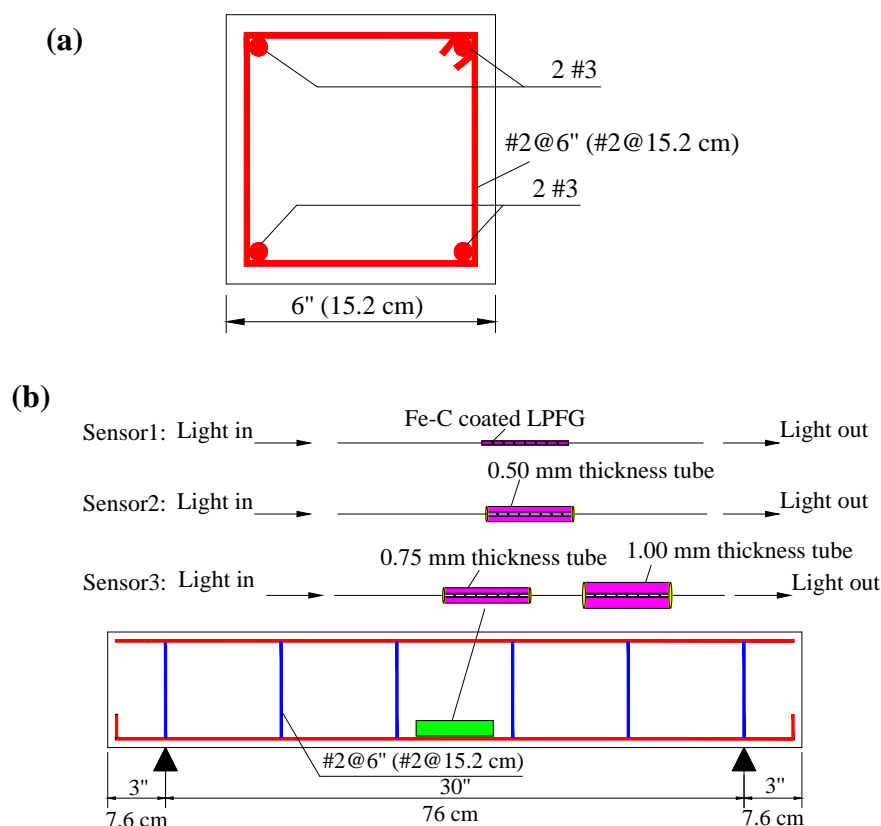 (a)
2 #3
#2@6" (#2@15.2 cm)
2 #3
6" (15.2 cm)
(b)
Fe-C coated LPFG
Sensor1: Light in
Light out
0.50 mm thickness tube
Sensor2: Light in
Light out
0.75 mm thickness tube
1.00 mm thickness tube
Sensor3: Light in
Light out
#2@6" (#2@15.2 cm)
3" 30" 3"
7.6 cm 76 cm 7.6 cm